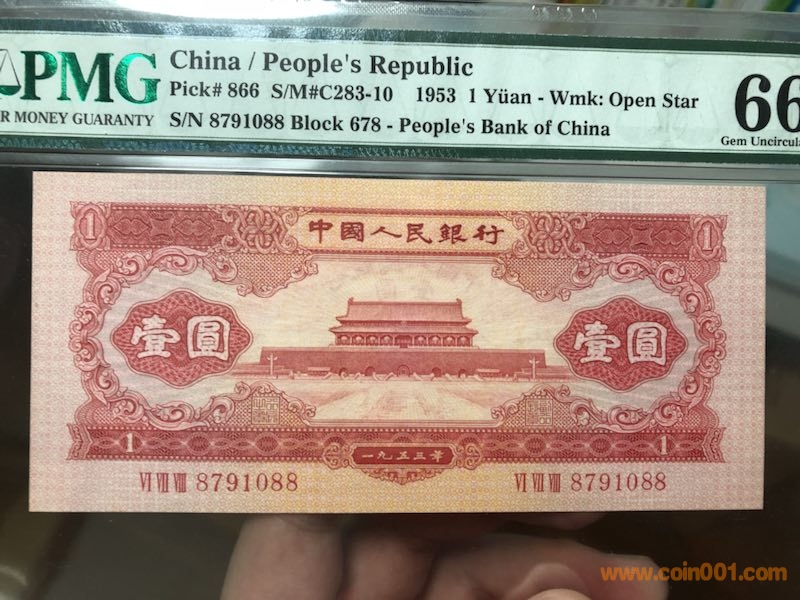 PMG
ER MONEY GUARANTY
China / People's Republic
Pick# 866 S/M#C283-10 1953 1 Yüan - Wmk: Open Star
S/N 8791088 Block 678 - People's Bank of China
66
Gem Uncircula
1
中國人民銀行
1
壹圓
壹圓
1
一九五三年
1
VI VII VIII 8791088
VI VII VIII 8791088
www.coin001.com